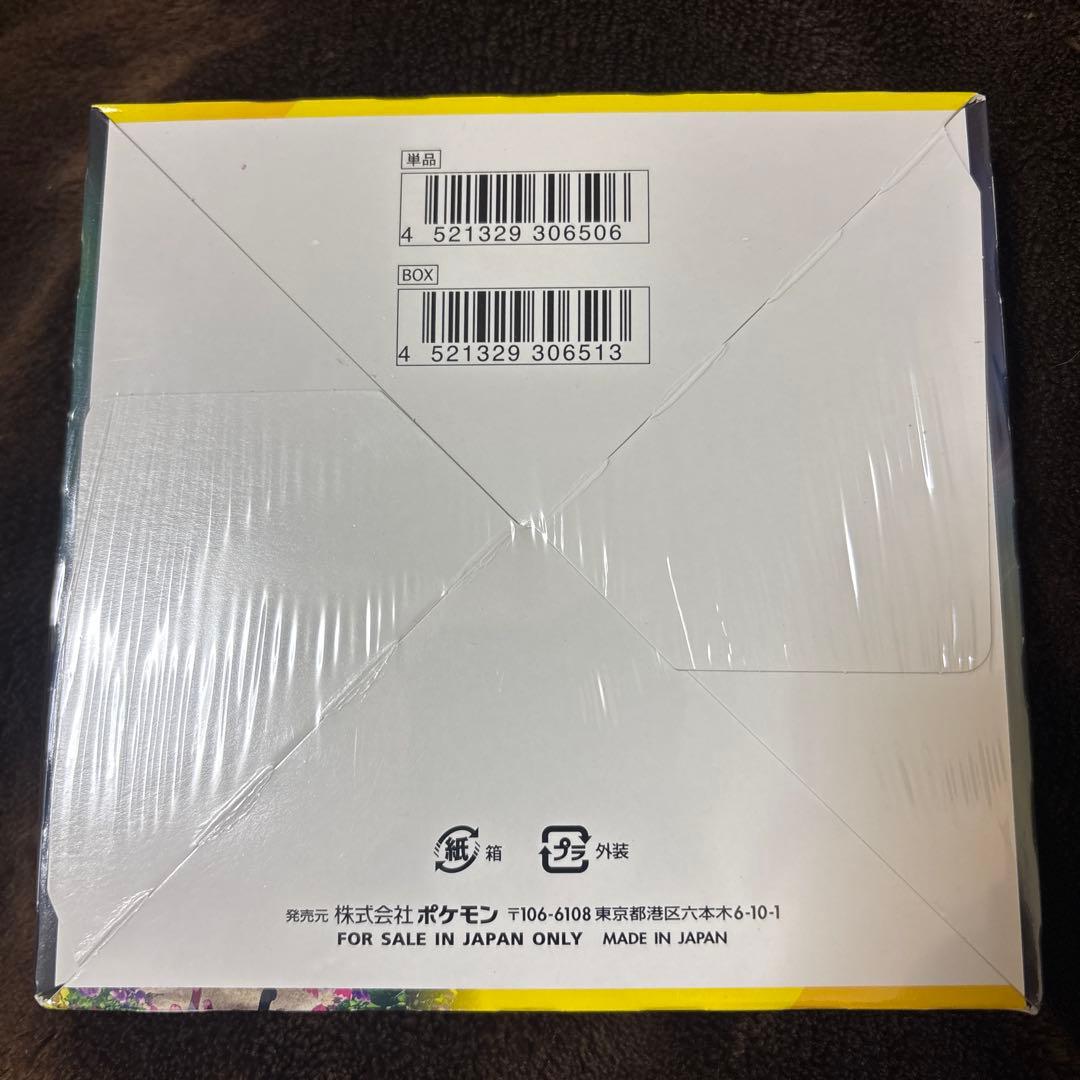 単品
4 521329 306506
BOX
4 521329 306513
紙 箱 プラ 外装
発売元 株式会社 ポケモン 〒106-6108 東京都港区六本木6-10-1
FOR SALE IN JAPAN ONLY MADE IN JAPAN